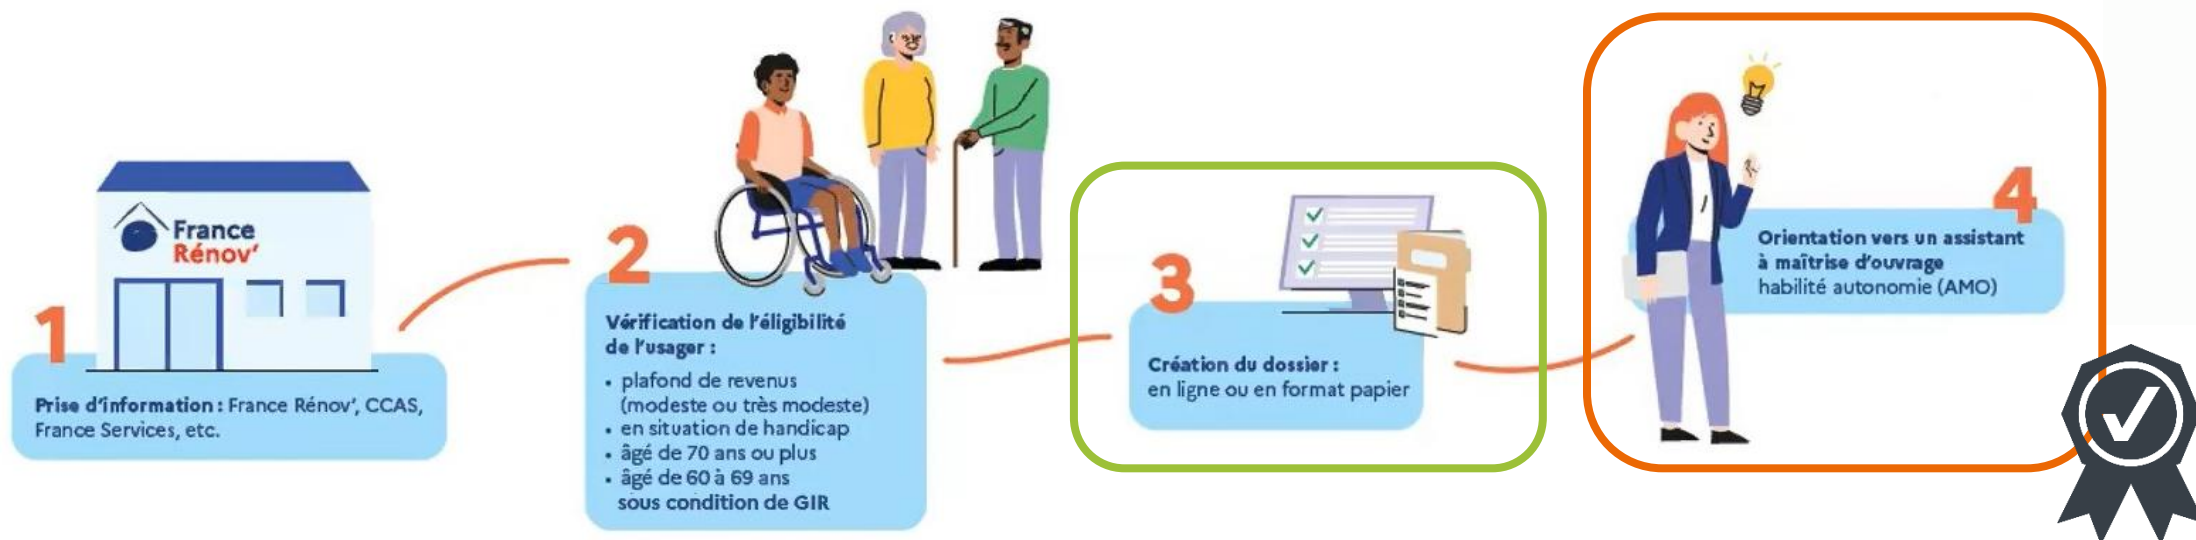 France
Rénov'
1
Prise d'information : France Rénov', CCAS,
France Services, etc.
2
Vérification de l'éligibilité
de l'usager :
• plafond de revenus
(modeste ou très modeste)
• en situation de handicap
• âgé de 70 ans ou plus
• âgé de 60 à 69 ans
sous condition de GIR
3
Création du dossier :
en ligne ou en format papier
4
Orientation vers un assistant
à maîtrise d'ouvrage
habilité autonomie (AMO)